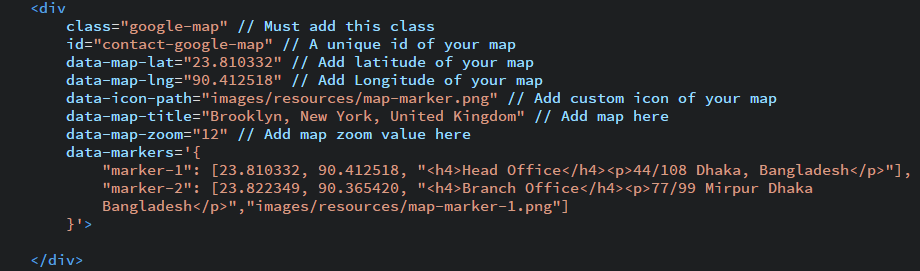 <div
class="google-map" // Must add this class
id="contact-google-map" // A unique id of your map
data-map-lat="23.810332" // Add latitude of your map
data-map-lng="90.412518" // Add Longitude of your map
data-icon-path="images/resources/map-marker.png" // Add custom icon of your map
data-map-title="Brooklyn, New York, United Kingdom" // Add map here
data-map-zoom="12" // Add map zoom value here
data-markers='{
"marker-1": [23.810332, 90.412518, "<h4>Head Office</h4><p>44/108 Dhaka, Bangladesh</p>"],
"marker-2": [23.822349, 90.365420, "<h4>Branch Office</h4><p>77/99 Mirpur Dhaka
Bangladesh</p>","images/resources/map-marker-1.png"]
}'>
</div>